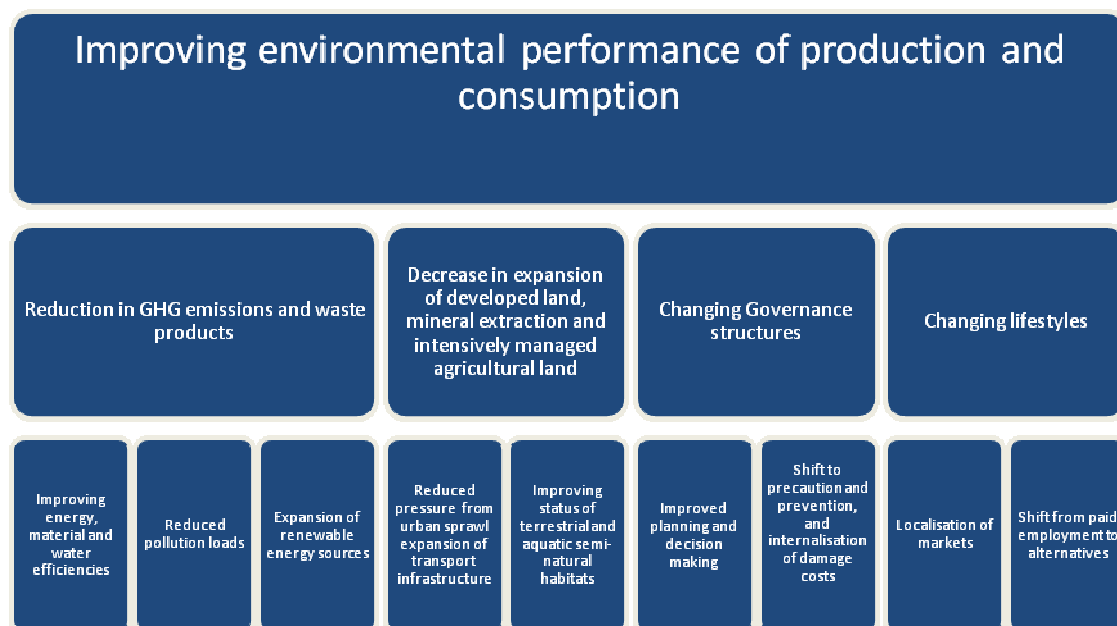 Improving environmental performance of production and
consumption
Reduction in GHG emissions and waste
products
Decrease in expansion
of developed land,
mineral extraction and
intensively managed
agricultural land
Changing Governance
structures
Changing lifestyles
Improving
energy,
material and
water
efficiencies
Reduced
pollution loads
Expansion of
renewable
energy sources
Reduced
pressure from
urban sprawl
expansion of
transport
infrastructure
Improving
status of
terrestrial and
aquatic semi-
natural
habitats
Improved
planning and
decision
making
Shift to
precaution and
prevention,
and
internalisation
of damage
costs
Localisation of
markets
Shift from paid
employment to
alternatives